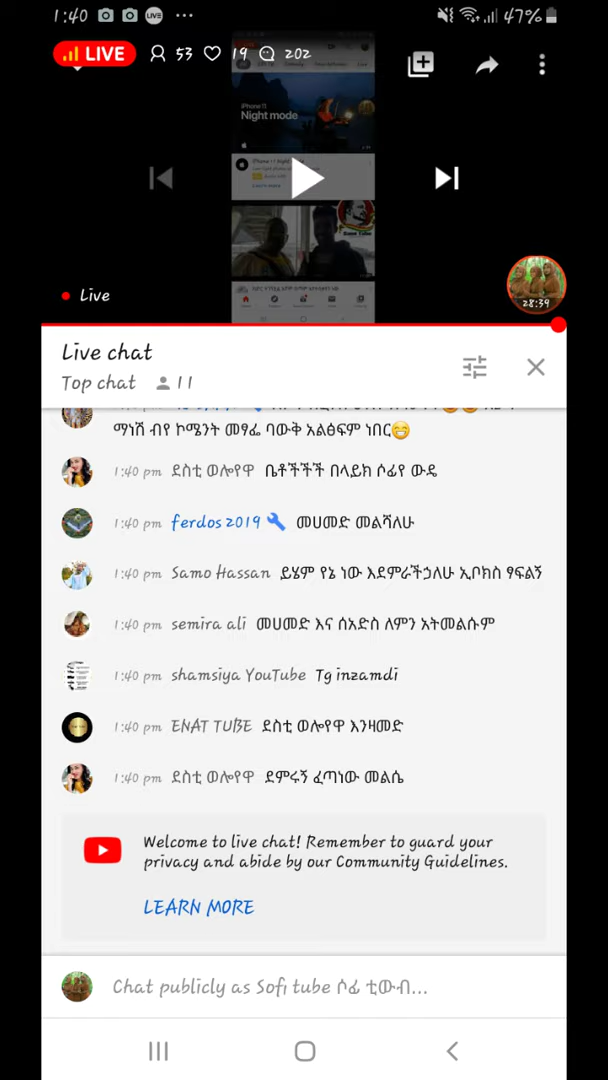 1:40 LIVE ... 47%
LIVE 53 19 202
iPhone 11
Night mode
Live
28:39
Live chat
Top chat 11
ማነሽ ብየ ኮሜንት መፃፌ ባውቅ አልፅፍም ነበር😁
1:40 pm ደስቲ ወሎየዋ ቤቶችችች በላይክ ሶፊየ ውዴ
1:40 pm ferdos 2019 🔧 መሀመድ መልሻለሁ
1:40 pm Samo Hassan ይሄም የኔ ነው እደምራችኃለሁ ኢቦክስ ፃፍልኝ
1:40 pm semira ali መሀመድ እና ሰአድስ ለምን አትመልሱም
1:40 pm shamsiya YouTube Tg inzamdi
1:40 pm ENAT TUBE ደስቲ ወሎየዋ እንዛመድ
1:40 pm ደስቲ ወሎየዋ ደምሩኝ ፈጣነው መልሴ
Welcome to live chat! Remember to guard your
privacy and abide by our Community Guidelines.
LEARN MORE
Chat publicly as Sofi tube ሶፊ ቲውብ...